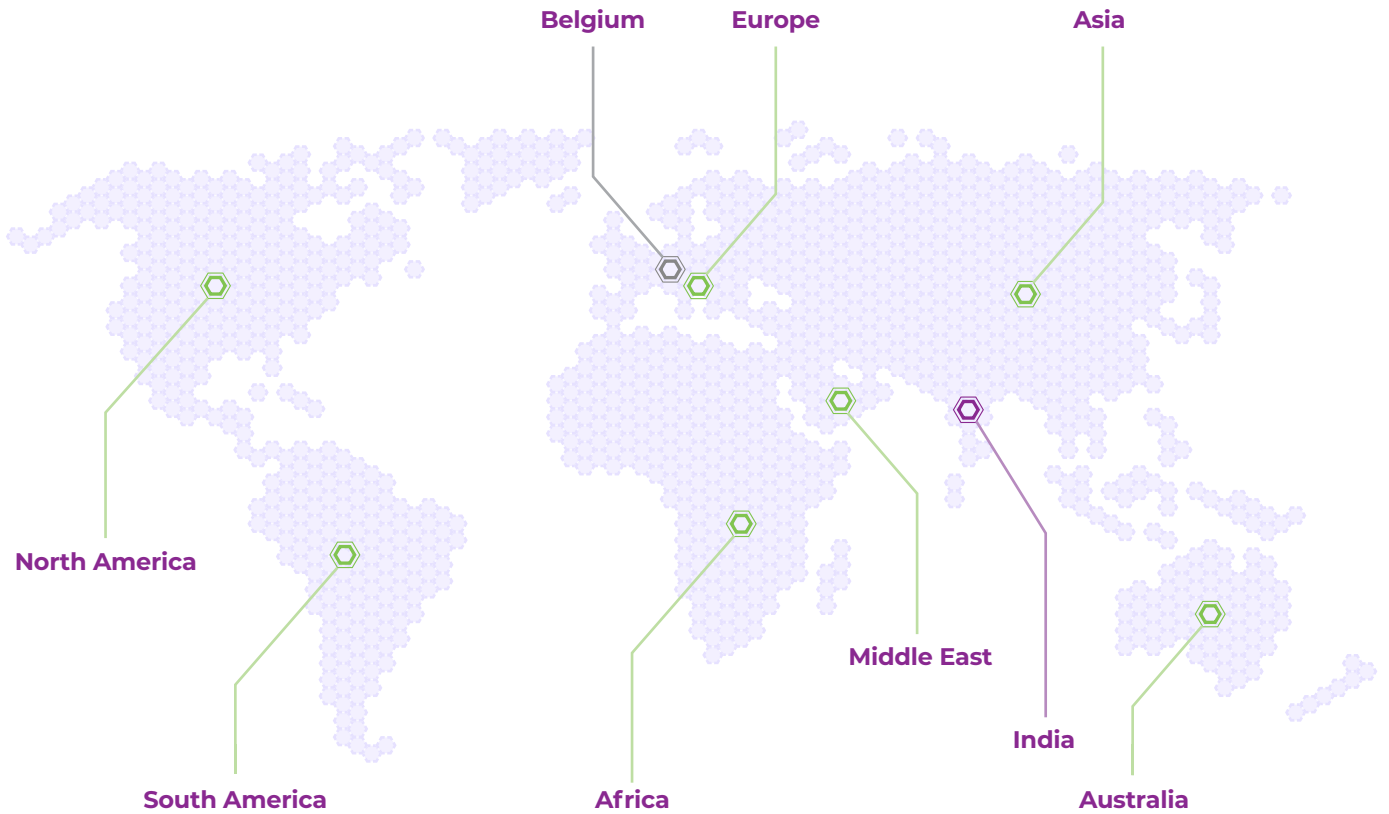 Belgium
Europe
Asia
North America
Middle East
India
South America
Africa
Australia